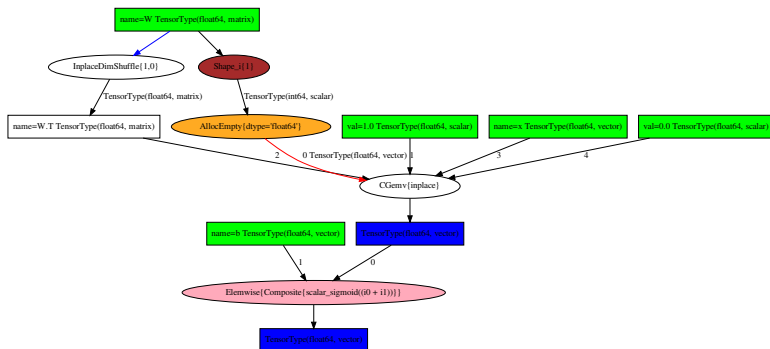 name=W TensorType(float64, matrix)
InplaceDimShuffle{1,0}
Shape_i{1}
TensorType(float64, matrix)
TensorType(int64, scalar)
name=W.T TensorType(float64, matrix)
AllocEmpty{dtype='float64'}
val=1.0 TensorType(float64, scalar)
name=x TensorType(float64, vector)
val=0.0 TensorType(float64, scalar)
2
0 TensorType(float64, vector)
1
3
4
CGemv{inplace}
name=b TensorType(float64, vector)
TensorType(float64, vector)
1
0
Elemwise{Composite{scalar_sigmoid((i0 + i1))}}
TensorType(float64, vector)